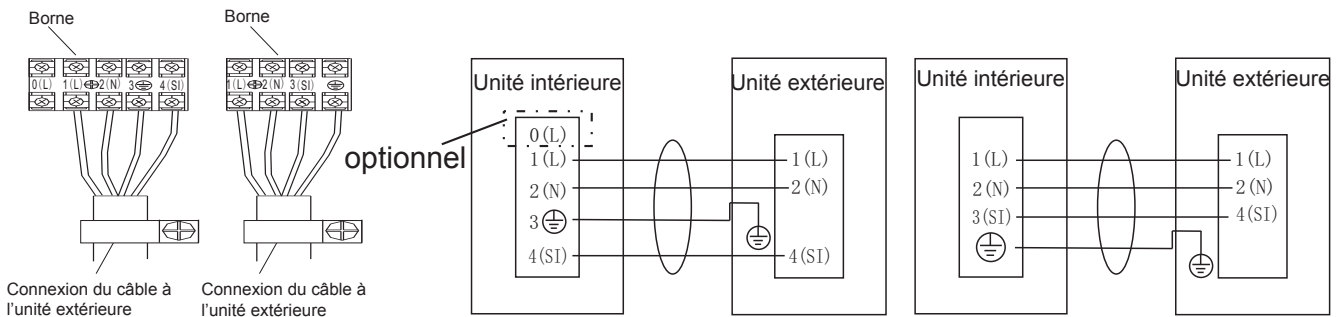 Borne
Borne
0(L) 1(L) 2(N) 3 4(SI)
1(L) 2(N) 3(SI)
Connexion du câble à
l'unité extérieure
Connexion du câble à
l'unité extérieure
Unité intérieure
Unité extérieure
optionnel
0(L)
1(L)
2(N)
3
4(SI)
1(L)
2(N)
4(SI)
Unité intérieure
Unité extérieure
1(L)
2(N)
3(SI)
1(L)
2(N)
4(SI)